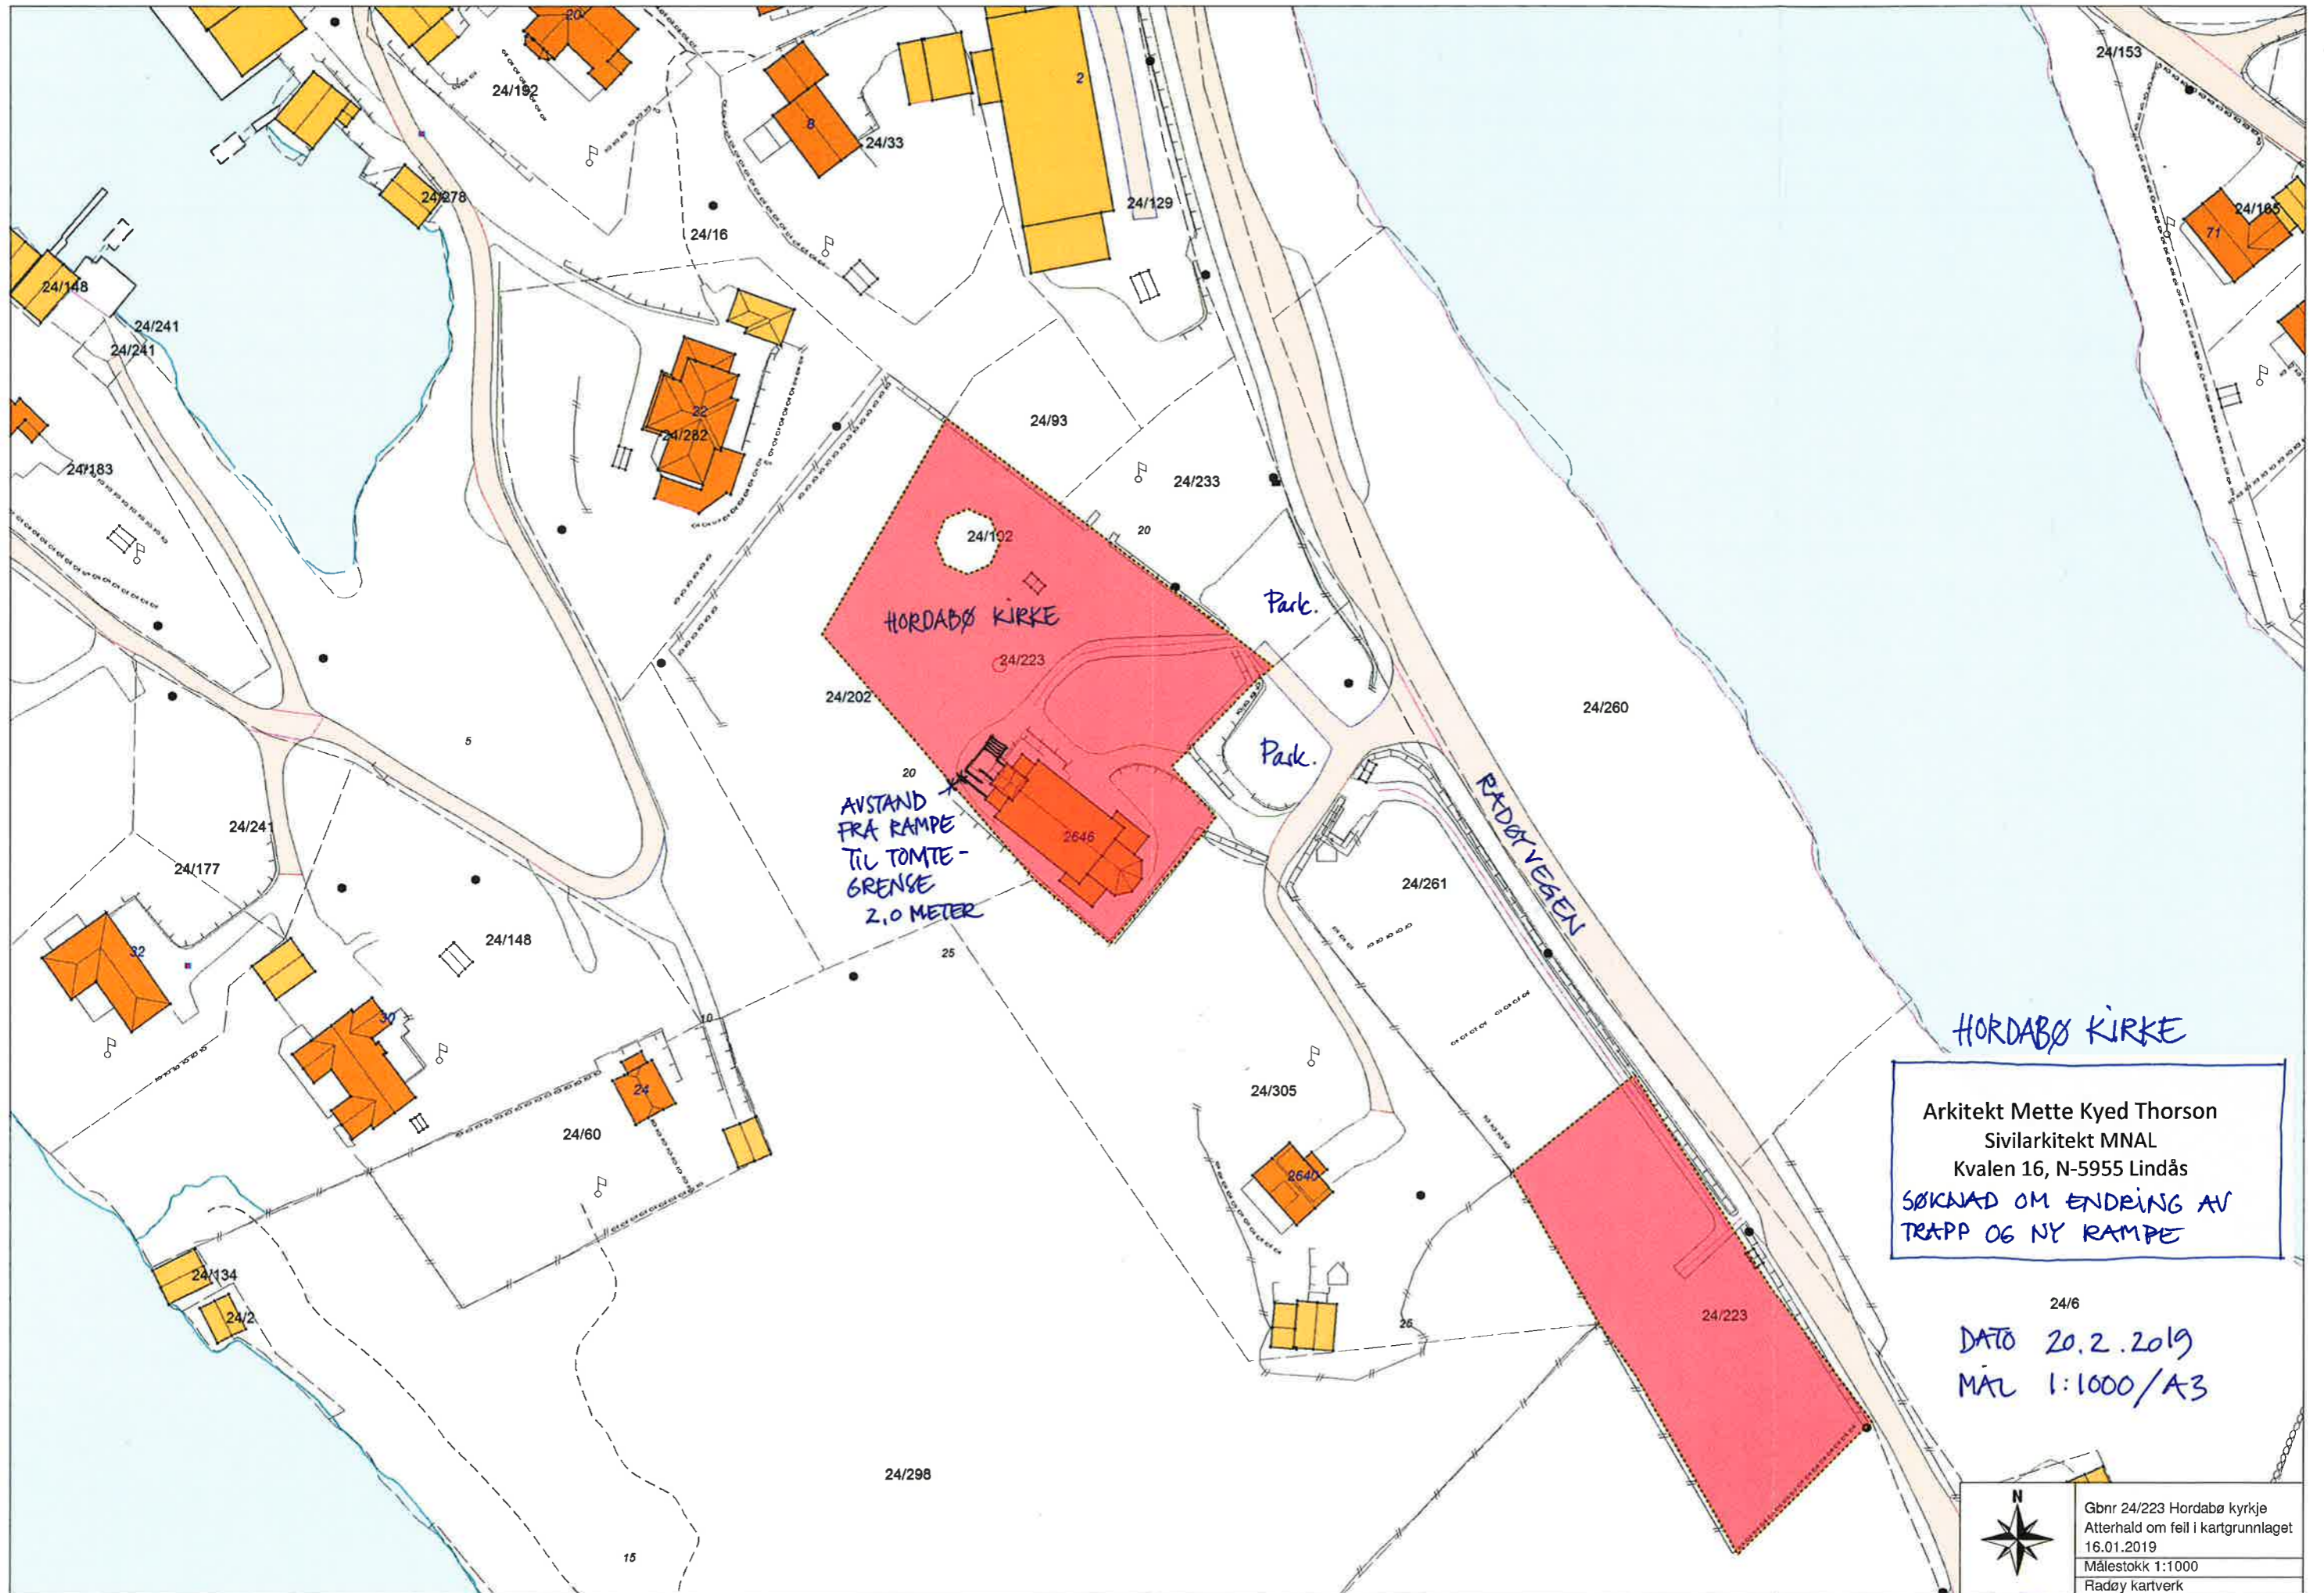 20
24/192
8
24/33
2
24/153
24/278
24/129
24/165
71
24/16
24/148
24/241
24/241
22
24/282
24/93
24/183
24/233
20
24/102
Park.
HORDABØ KIRKE
24/223
24/202
24/260
5
Park.
20
AVSTAND
FRA RAMPE
TIL TOMTE-
GRENSE
2,0 METER
2646
RADØYVEGEN
24/241
24/177
24/261
32
24/148
25
30
10
HORDABØ KIRKE
24
24/305
24/60
2640
Arkitekt Mette Kyed Thorson
Sivilarkitekt MNAL
Kvalen 16, N-5955 Lindås
SØKNAD OM ENDRING AV
TRAPP OG NY RAMPE
24/134
24/2
25
24/223
24/6
DATO 20.2.2019
MÅL 1:1000/A3
24/298
15
N
Gbnr 24/223 Hordabø kyrkje
Atterhald om feil i kartgrunnlaget
16.01.2019
Målestokk 1:1000
Radøy kartverk